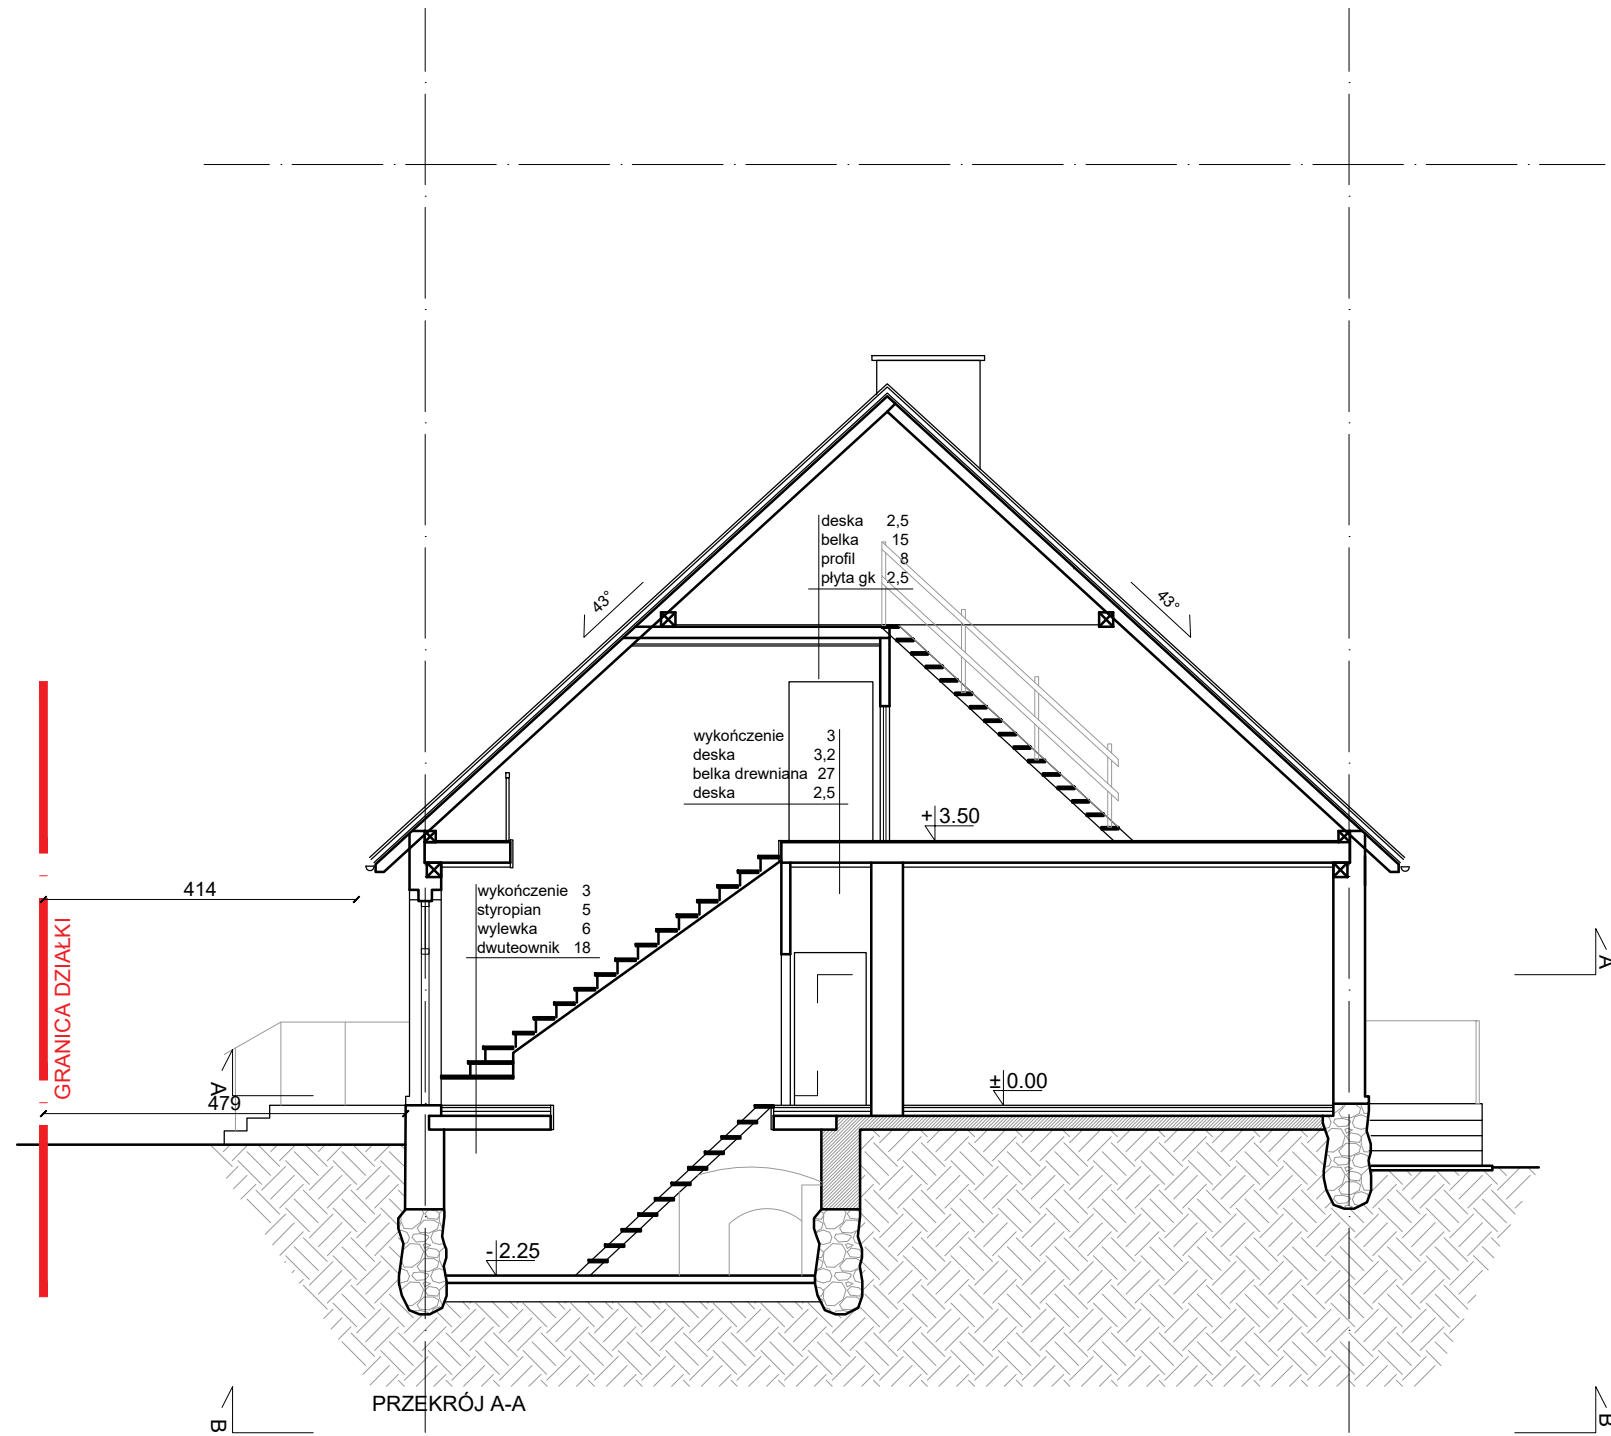 deska 2,5
belka 15
profil 8
płyta gk 2,5
43°
43°
wykończenie 3
deska 3,2
belka drewniana 27
deska 2,5
+3.50
414
wykończenie 3
styropian 5
wylewka 6
dwuteownik 18
GRANICA DZIAŁKI
A
A
±0.00
479
-2.25
PRZEKRÓJ A-A
B
B